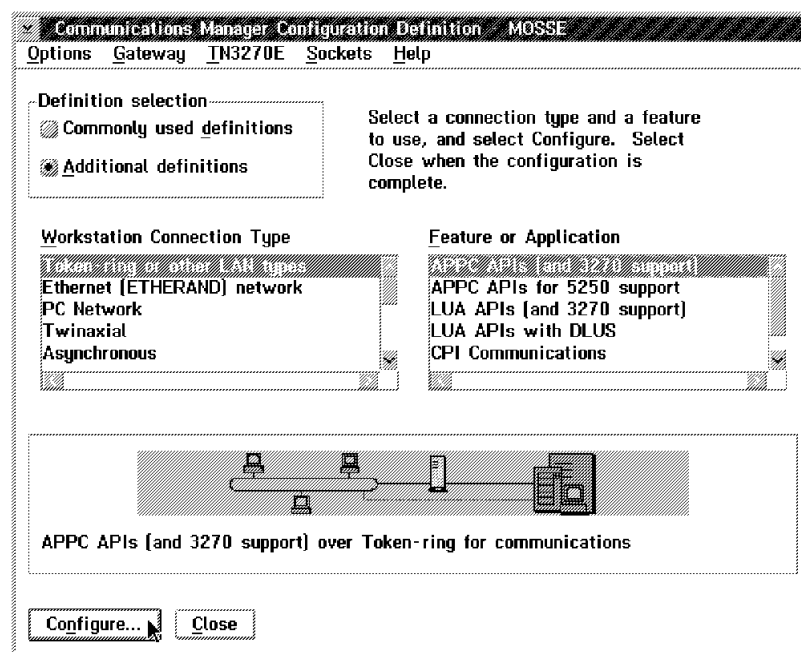 Communications Manager Configuration Definition - MOSSE
Options Gateway TN3270E Sockets Help
Definition selection
Commonly used definitions
Additional definitions
Select a connection type and a feature
to use, and select Configure. Select
Close when the configuration is
complete.
Workstation Connection Type
Token-ring or other LAN types
Ethernet (ETHERAND) network
PC Network
Twinaxial
Asynchronous
Feature or Application
APPC APIs (and 3270 support)
APPC APIs for 5250 support
LUA APIs (and 3270 support)
LUA APIs with DLUS
CPI Communications
APPC APIs (and 3270 support) over Token-ring for communications
Configure... Close